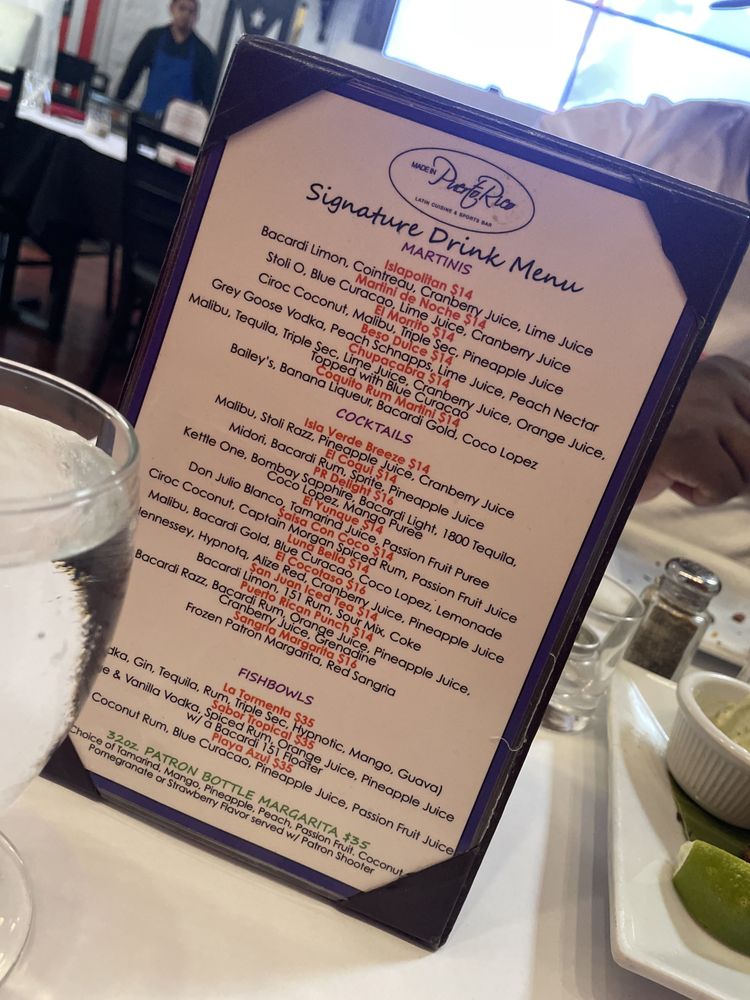 MADE IN
Puerto Rico
LATIN CUISINE & SPORTS BAR
Signature Drink Menu
MARTINIS
Islapolitan $14
Bacardi Limon, Cointreau, Cranberry Juice, Lime Juice
Martini de Noche $14
Stoli O, Blue Curacao, Lime Juice, Cranberry Juice
El Morrito $14
Ciroc Coconut, Malibu, Triple Sec, Pineapple Juice
Beso Dulce $14
Grey Goose Vodka, Peach Schnapps, Lime Juice, Peach Nectar
Chupacabra $14
Malibu, Tequila, Triple Sec, Lime Juice, Cranberry Juice, Orange Juice,
Topped with Blue Curacao
Coquito Rum Martini $14
Bailey's, Banana Liqueur, Bacardi Gold, Coco Lopez
COCKTAILS
Isla Verde Breeze $14
Malibu, Stoli Razz, Pineapple Juice, Cranberry Juice
El Coqui $14
Midori, Bacardi Rum, Sprite, Pineapple Juice
PR Delight $16
Kettle One, Bombay Sapphire, Bacardi Light, 1800 Tequila,
Coco Lopez, Mango Puree
El Yunque $14
Don Julio Blanco, Tamarind Juice, Passion Fruit Puree
Salsa Con Coco $14
Ciroc Coconut, Captain Morgan Spiced Rum, Passion Fruit Juice
Luna Bella $14
Malibu, Bacardi Gold, Blue Curacao, Coco Lopez, Lemonade
El Cocolaso $16
Hennessey, Hypnotq, Alize Red, Cranberry Juice, Pineapple Juice
San Juan Iced Tea $14
Bacardi Limon, 151 Rum, Sour Mix, Coke
Puerto Rican Punch $14
Bacardi Razz, Bacardi Rum, Orange Juice, Pineapple Juice,
Cranberry Juice, Grenadine
Sangria Margarita $16
Frozen Patron Margarita, Red Sangria
FISHBOWLS
La Tormenta $35
Gin, Tequila, Rum, Triple Sec, Hypnotic, Mango, Guava)
Sabor Tropical $35
& Vanilla Vodka, Spiced Rum, Orange Juice, Pineapple Juice
w/ a Bacardi 151 Floater
Playa Azul $35
Coconut Rum, Blue Curacao, Pineapple Juice, Passion Fruit Juice
32oz. PATRON BOTTLE MARGARITA $35
Choice of Tamarind, Mango, Pineapple, Peach, Passion Fruit, Coconut
Pomegranate or Strawberry Flavor served w/ Patron Shooter